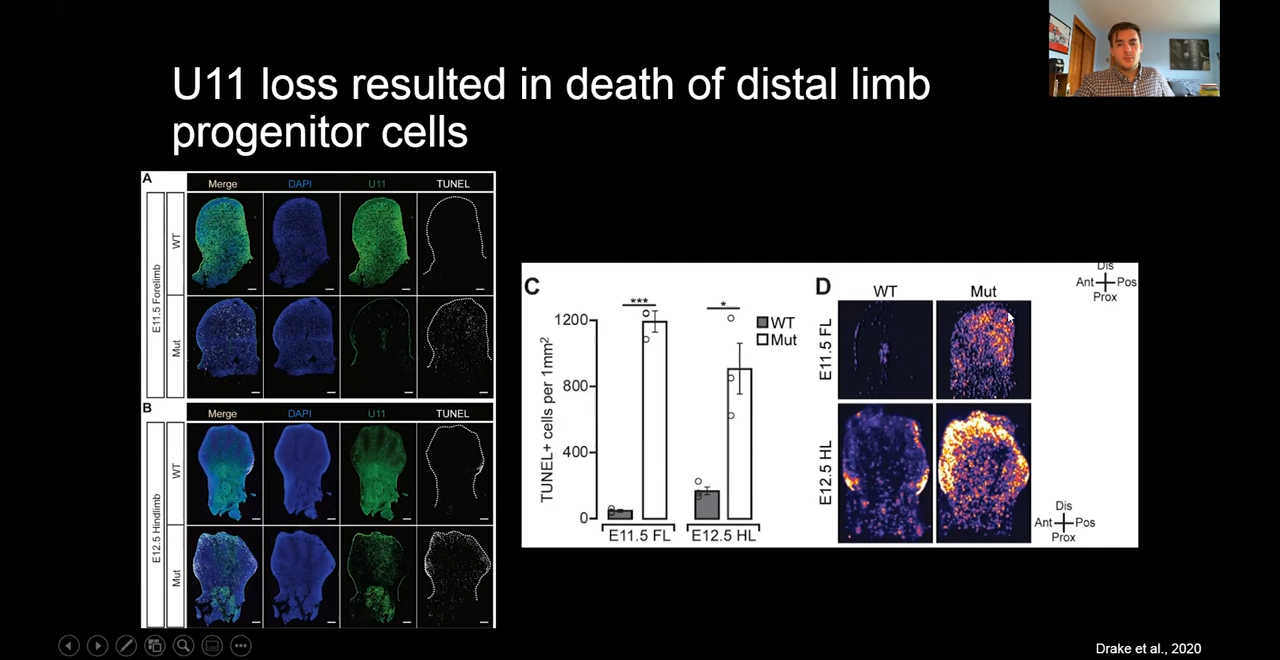 U11 loss resulted in death of distal limb
progenitor cells
A
Merge DAPI U11 TUNEL
E11.5 Forelimb
WT
Mut
B
Merge DAPI U11 TUNEL
E12.5 Hindlimb
WT
Mut
C
TUNEL+ cells per 1mm²
1200
800
400
0
***
*
WT
Mut
E11.5 FL E12.5 HL
D
WT Mut
E11.5 FL
E12.5 HL
Dis
Ant Pos
Prox
Dis
Ant Pos
Prox
Drake et al., 2020